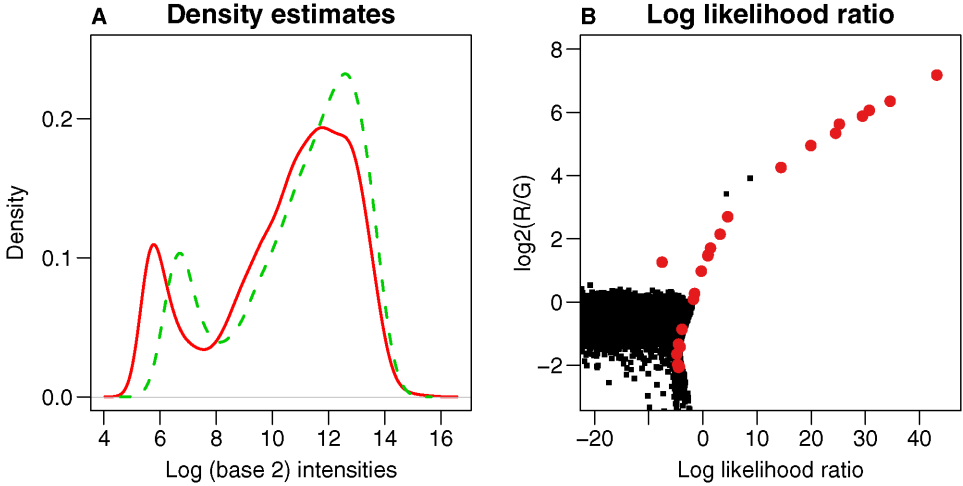 A Density estimates
Density
0.2
0.1
0.0
4 6 8 10 12 14 16
Log (base 2) intensities
B Log likelihood ratio
log2(R/G)
8
6
4
2
0
−2
−20 0 10 20 30 40
Log likelihood ratio